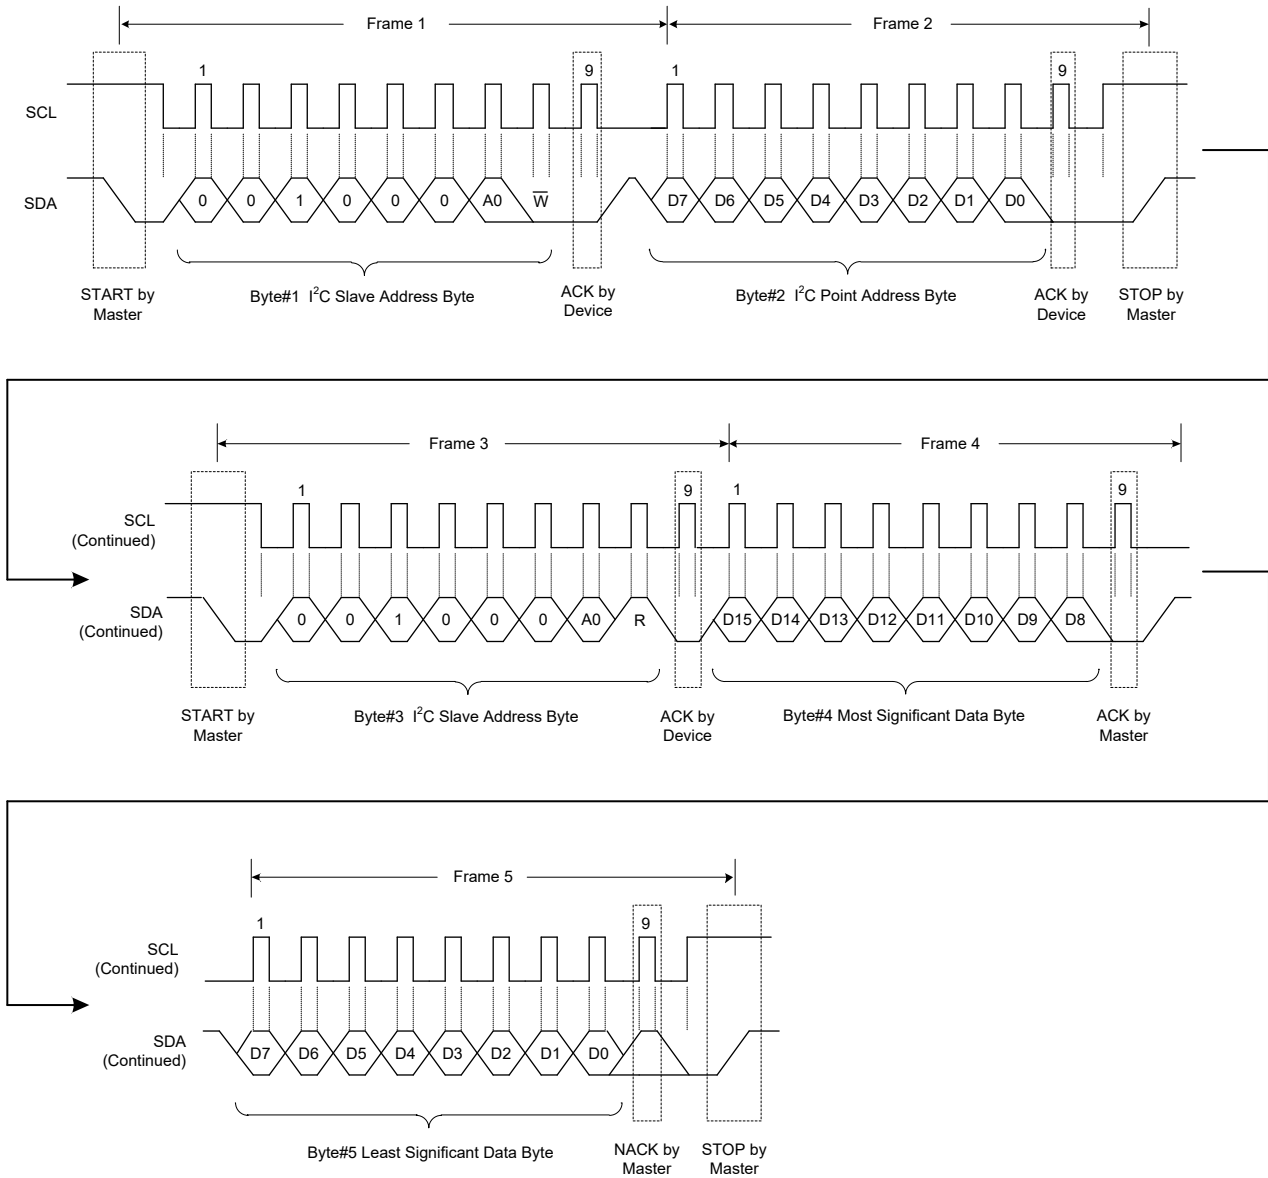 Frame 1
Frame 2
1
9
1
9
SCL
SDA
0
0
1
0
0
0
A0
W̅
D7
D6
D5
D4
D3
D2
D1
D0
START by
Master
Byte#1 I²C Slave Address Byte
ACK by
Device
Byte#2 I²C Point Address Byte
ACK by
Device
STOP by
Master
Frame 3
Frame 4
1
9
1
9
SCL
(Continued)
SDA
(Continued)
0
0
1
0
0
0
A0
R
D15
D14
D13
D12
D11
D10
D9
D8
START by
Master
Byte#3 I²C Slave Address Byte
ACK by
Device
Byte#4 Most Significant Data Byte
ACK by
Master
Frame 5
1
9
SCL
(Continued)
SDA
(Continued)
D7
D6
D5
D4
D3
D2
D1
D0
Byte#5 Least Significant Data Byte
NACK by
Master
STOP by
Master